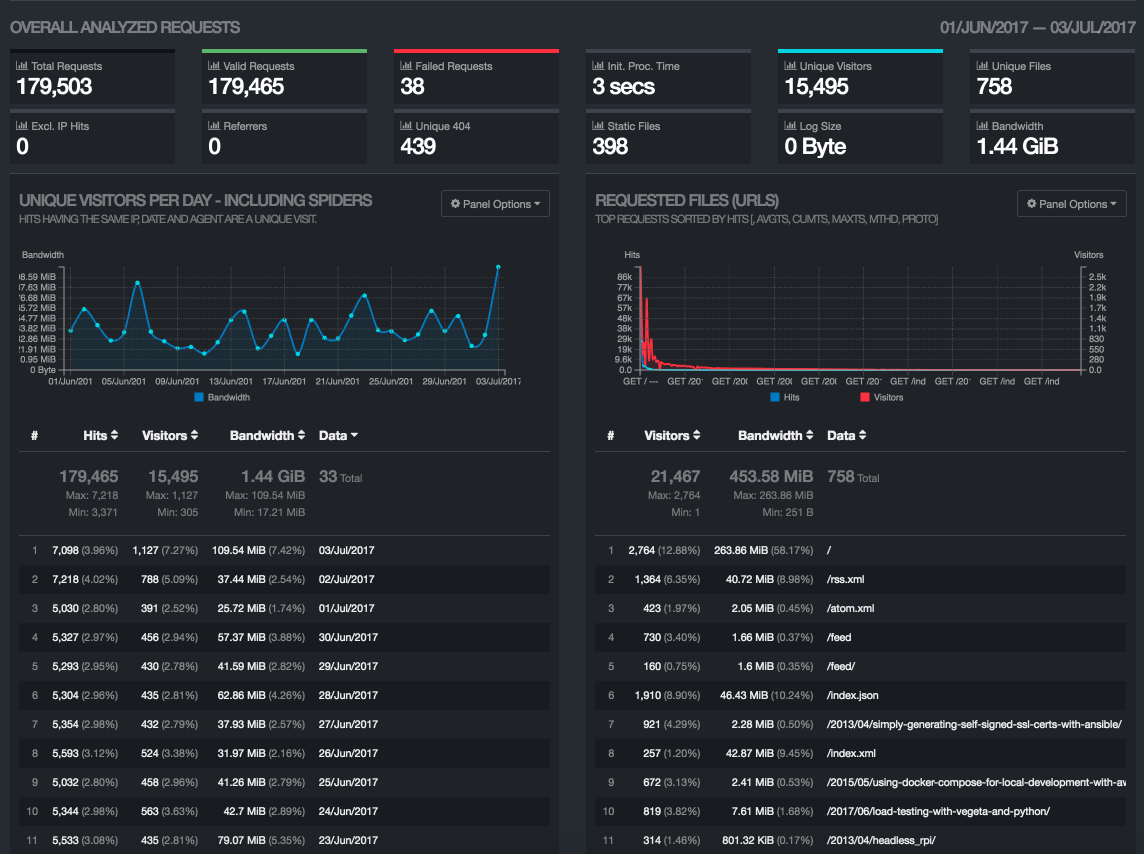 OVERALL ANALYZED REQUESTS
01/JUN/2017 — 03/JUL/2017
Total Requests
179,503
Valid Requests
179,465
Failed Requests
38
Init. Proc. Time
3 secs
Unique Visitors
15,495
Unique Files
758
Excl. IP Hits
0
Referrers
0
Unique 404
439
Static Files
398
Log Size
0 Byte
Bandwidth
1.44 GiB
UNIQUE VISITORS PER DAY - INCLUDING SPIDERS
Panel Options
HITS HAVING THE SAME IP, DATE AND AGENT ARE A UNIQUE VISIT.
Bandwidth
8.59 MiB
7.63 MiB
6.68 MiB
5.72 MiB
4.77 MiB
3.82 MiB
2.86 MiB
1.91 MiB
0.95 MiB
0 Byte
01/Jun/201 05/Jun/201 09/Jun/201 13/Jun/201 17/Jun/201 21/Jun/201 25/Jun/201 29/Jun/201 03/Jul/2017
Bandwidth
# Hits Visitors Bandwidth Data
179,465 15,495 1.44 GiB 33 Total
Max: 7,218 Max: 1,127 Max: 109.54 MiB
Min: 3,371 Min: 305 Min: 17.21 MiB
1 7,098 (3.96%) 1,127 (7.27%) 109.54 MiB (7.42%) 03/Jul/2017
2 7,218 (4.02%) 788 (5.09%) 37.44 MiB (2.54%) 02/Jul/2017
3 5,030 (2.80%) 391 (2.52%) 25.72 MiB (1.74%) 01/Jul/2017
4 5,327 (2.97%) 456 (2.94%) 57.37 MiB (3.88%) 30/Jun/2017
5 5,293 (2.95%) 430 (2.78%) 41.59 MiB (2.82%) 29/Jun/2017
6 5,304 (2.96%) 435 (2.81%) 62.86 MiB (4.26%) 28/Jun/2017
7 5,354 (2.98%) 432 (2.79%) 37.93 MiB (2.57%) 27/Jun/2017
8 5,593 (3.12%) 524 (3.38%) 31.97 MiB (2.16%) 26/Jun/2017
9 5,032 (2.80%) 458 (2.96%) 41.26 MiB (2.79%) 25/Jun/2017
10 5,344 (2.98%) 563 (3.63%) 42.7 MiB (2.89%) 24/Jun/2017
11 5,533 (3.08%) 435 (2.81%) 79.07 MiB (5.35%) 23/Jun/2017
REQUESTED FILES (URLS)
Panel Options
TOP REQUESTS SORTED BY HITS [, AVGTS, CUMTS, MAXTS, MTHD, PROTO]
Hits Visitors
86k 2.5k
77k 2.2k
67k 1.9k
57k 1.7k
48k 1.4k
38k 1.1k
29k 830
19k 550
9.6k 280
0.0 0.0
GET / --- GET /20 GET /20 GET /20 GET /20 GET /20 GET /ind GET /20 GET /ind GET /ind
Hits Visitors
# Visitors Bandwidth Data
21,467 453.58 MiB 758 Total
Max: 2,764 Max: 263.86 MiB
Min: 1 Min: 251 B
1 2,764 (12.88%) 263.86 MiB (58.17%) /
2 1,364 (6.35%) 40.72 MiB (8.98%) /rss.xml
3 423 (1.97%) 2.05 MiB (0.45%) /atom.xml
4 730 (3.40%) 1.66 MiB (0.37%) /feed
5 160 (0.75%) 1.6 MiB (0.35%) /feed/
6 1,910 (8.90%) 46.43 MiB (10.24%) /index.json
7 921 (4.29%) 2.28 MiB (0.50%) /2013/04/simply-generating-self-signed-ssl-certs-with-ansible/
8 257 (1.20%) 42.87 MiB (9.45%) /index.xml
9 672 (3.13%) 2.41 MiB (0.53%) /2015/05/using-docker-compose-for-local-development-with-
10 819 (3.82%) 7.61 MiB (1.68%) /2017/06/load-testing-with-vegeta-and-python/
11 314 (1.46%) 801.32 KiB (0.17%) /2013/04/headless_rpi/